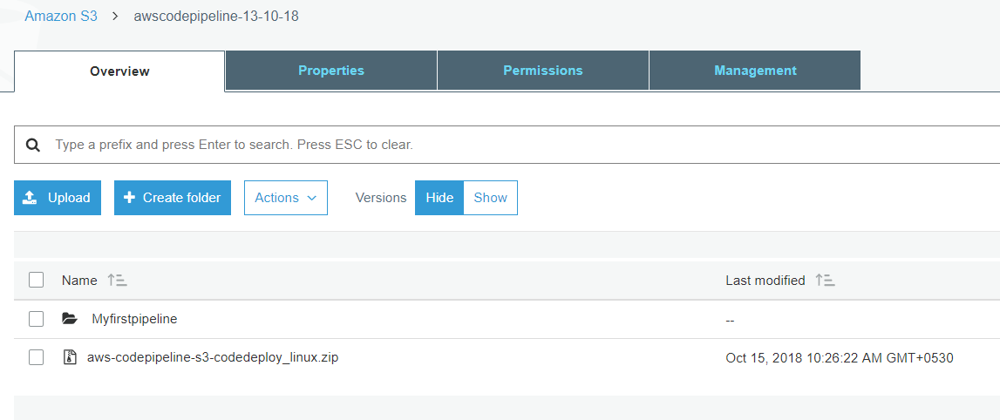 Amazon S3 > awscodepipeline-13-10-18
Overview Properties Permissions Management
Type a prefix and press Enter to search. Press ESC to clear.
Upload Create folder Actions Versions Hide Show
Name Last modified
Myfirstpipeline --
aws-codepipeline-s3-codedeploy_linux.zip Oct 15, 2018 10:26:22 AM GMT+0530